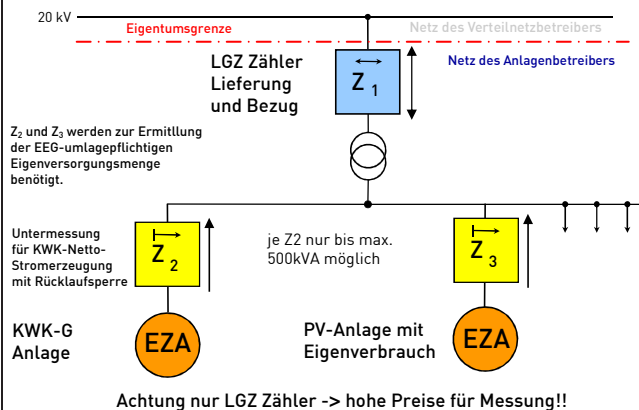 20 kV
Eigentumsgrenze
Netz des Verteilnetzbetreibers
LGZ Zähler
Lieferung
und Bezug
Z 1
Netz des Anlagenbetreibers
Z₂ und Z₃ werden zur Ermitllung
der EEG-umlagepflichtigen
Eigenversorgungsmenge
benötigt.
Untermessung
für KWK-Netto-
Stromerzeugung
mit Rücklaufsperre
Z 2
je Z2 nur bis max.
500kVA möglich
Z 3
KWK-G
Anlage
EZA
PV-Anlage mit
Eigenverbrauch
EZA
Achtung nur LGZ Zähler -> hohe Preise für Messung!!